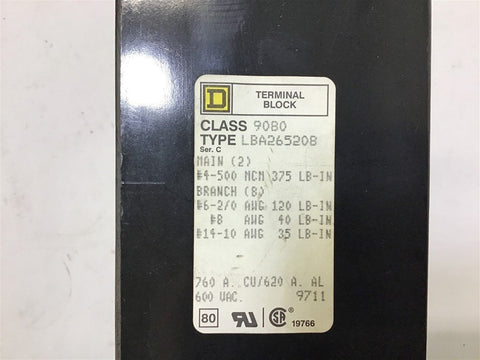 D
TERMINAL
BLOCK
CLASS 9080
TYPE LBA265208
Ser. C
MAIN (2)
#4-500 MCM 375 LB-IN
BRANCH (8)
#6-2/0 AWG 120 LB-IN
#8 AWG 40 LB-IN
#14-10 AWG 35 LB-IN
760 A. CU/620 A. AL
600 VAC. 9711
80 UR ® SA ® 19766